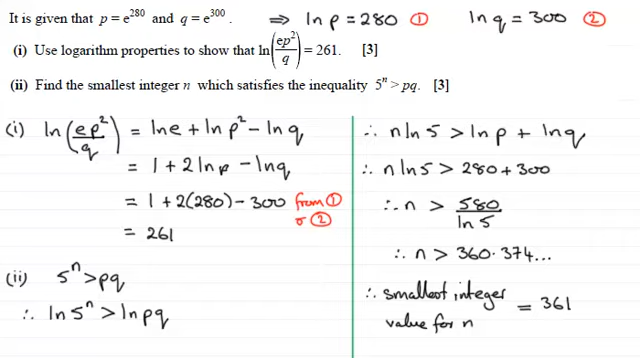 It is given that p = e^280 and q = e^300. ⟹ ln p = 280 ① ln q = 300 ②
(i) Use logarithm properties to show that ln(ep²/q) = 261. [3]
(ii) Find the smallest integer n which satisfies the inequality 5^n > pq. [3]
(i) ln(ep²/q) = ln e + ln p² − ln q
= 1 + 2 ln p − ln q
= 1 + 2(280) − 300 from ①
& ②
= 261
(ii) 5^n > pq
∴ ln 5^n > ln pq
∴ n ln 5 > ln p + ln q
∴ n ln 5 > 280 + 300
∴ n > 580/ln 5
∴ n > 360.374...
∴ smallest integer
value for n = 361